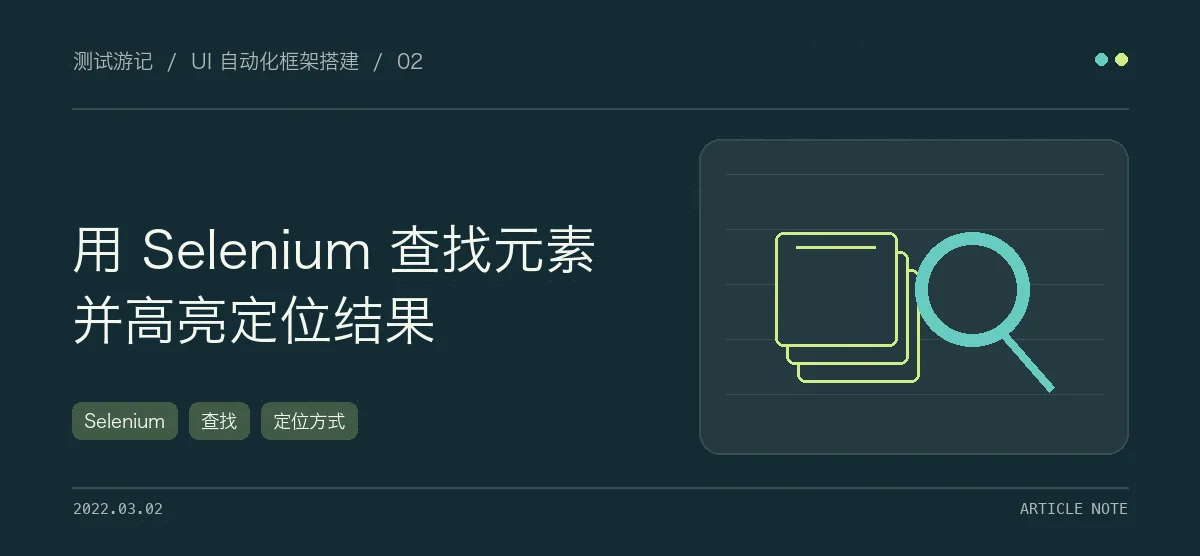 测试游记 / UI 自动化框架搭建 / 02
用 Selenium 查找元素
并高亮定位结果
Selenium 查找 定位方式
2022.03.02 ARTICLE NOTE